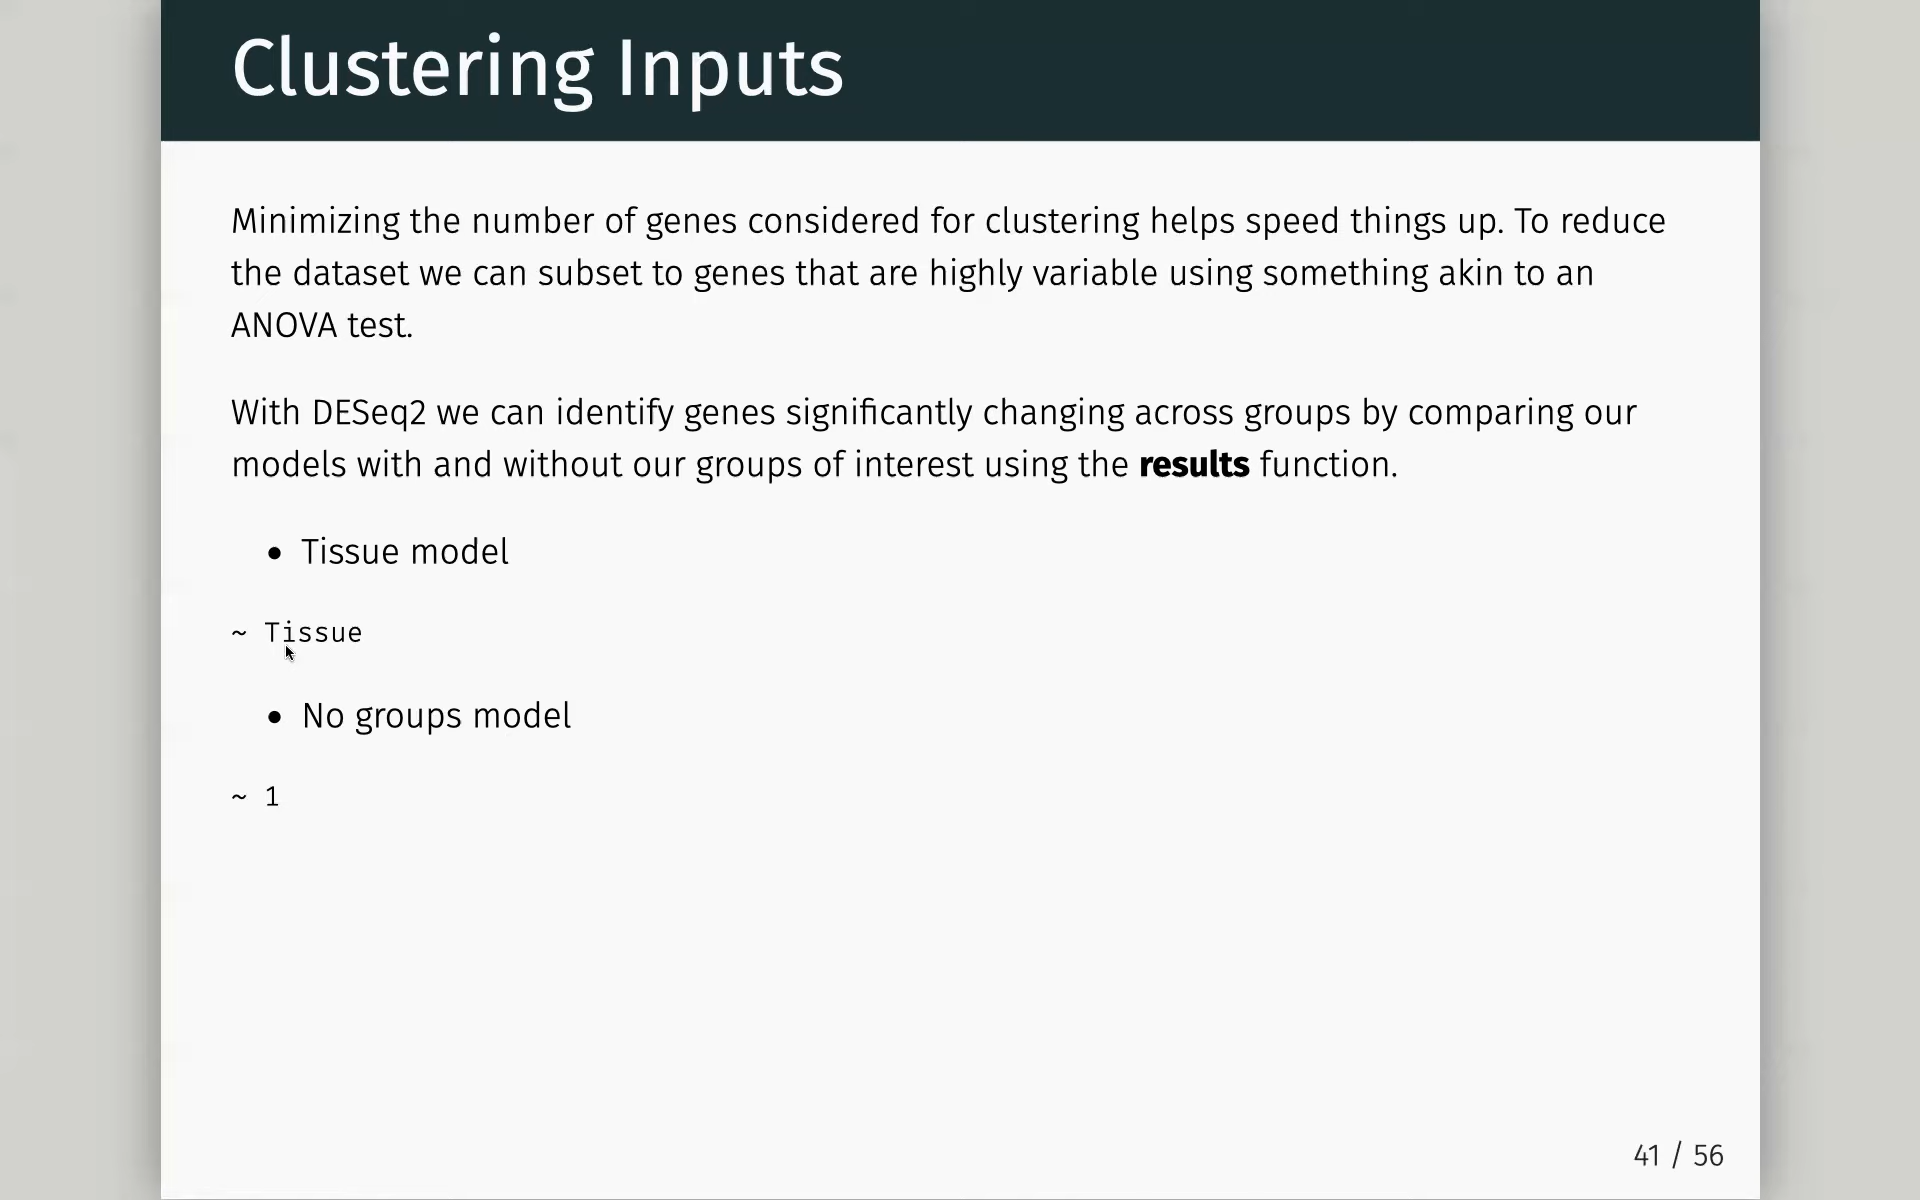 Clustering Inputs
Minimizing the number of genes considered for clustering helps speed things up. To reduce
the dataset we can subset to genes that are highly variable using something akin to an
ANOVA test.
With DESeq2 we can identify genes significantly changing across groups by comparing our
models with and without our groups of interest using the results function.
• Tissue model
~ Tissue
• No groups model
~ 1
41 / 56